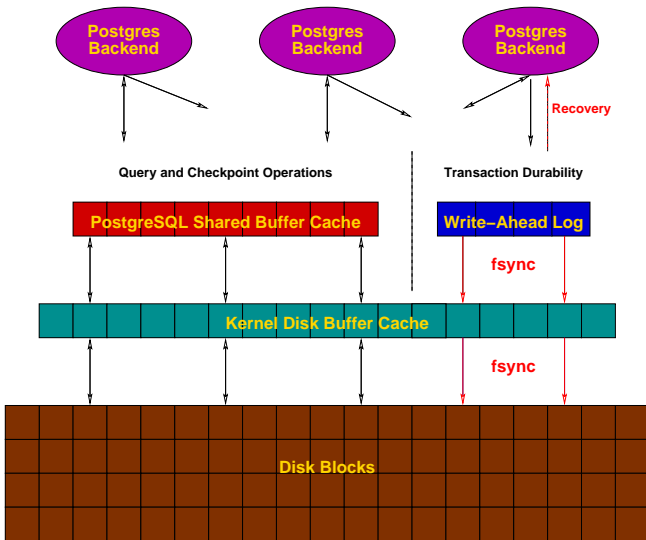 Postgres
Backend
Postgres
Backend
Postgres
Backend
Recovery
Query and Checkpoint Operations
Transaction Durability
PostgreSQL Shared Buffer Cache
Write−Ahead Log
fsync
Kernel Disk Buffer Cache
fsync
Disk Blocks